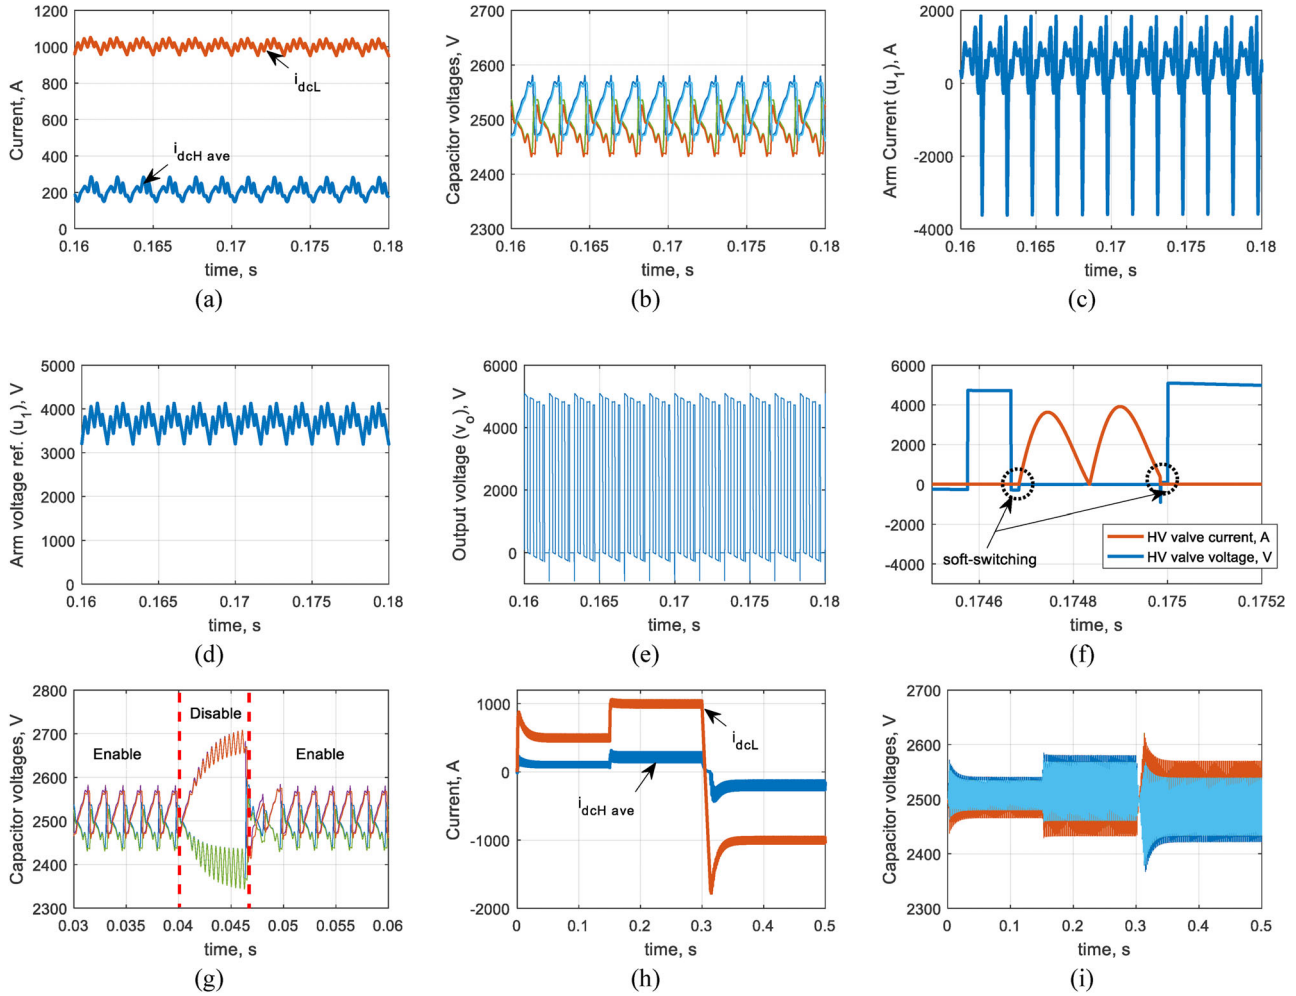 1200
1000
800
600
400
200
0
Current, A
i_dcL
i_dcH ave
0.16 0.165 0.17 0.175 0.18
time, s
(a)
2700
2600
2500
2400
2300
Capacitor voltages, V
0.16 0.165 0.17 0.175 0.18
time, s
(b)
2000
0
-2000
-4000
Arm Current (u_1), A
0.16 0.165 0.17 0.175 0.18
time, s
(c)
5000
4000
3000
2000
1000
0
Arm voltage ref. (u_1), V
0.16 0.165 0.17 0.175 0.18
time, s
(d)
6000
4000
2000
0
Output voltage (v_o), V
0.16 0.165 0.17 0.175 0.18
time, s
(e)
6000
4000
2000
0
-2000
-4000
soft-switching
HV valve current, A
HV valve voltage, V
0.1746 0.1748 0.175 0.1752
time, s
(f)
2800
2700
2600
2500
2400
2300
Capacitor voltages, V
Disable
Enable
Enable
0.03 0.035 0.04 0.045 0.05 0.055 0.06
time, s
(g)
1000
0
-1000
-2000
Current, A
i_dcL
i_dcH ave
0 0.1 0.2 0.3 0.4 0.5
time, s
(h)
2700
2600
2500
2400
2300
Capacitor voltages, V
0 0.1 0.2 0.3 0.4 0.5
time, s
(i)